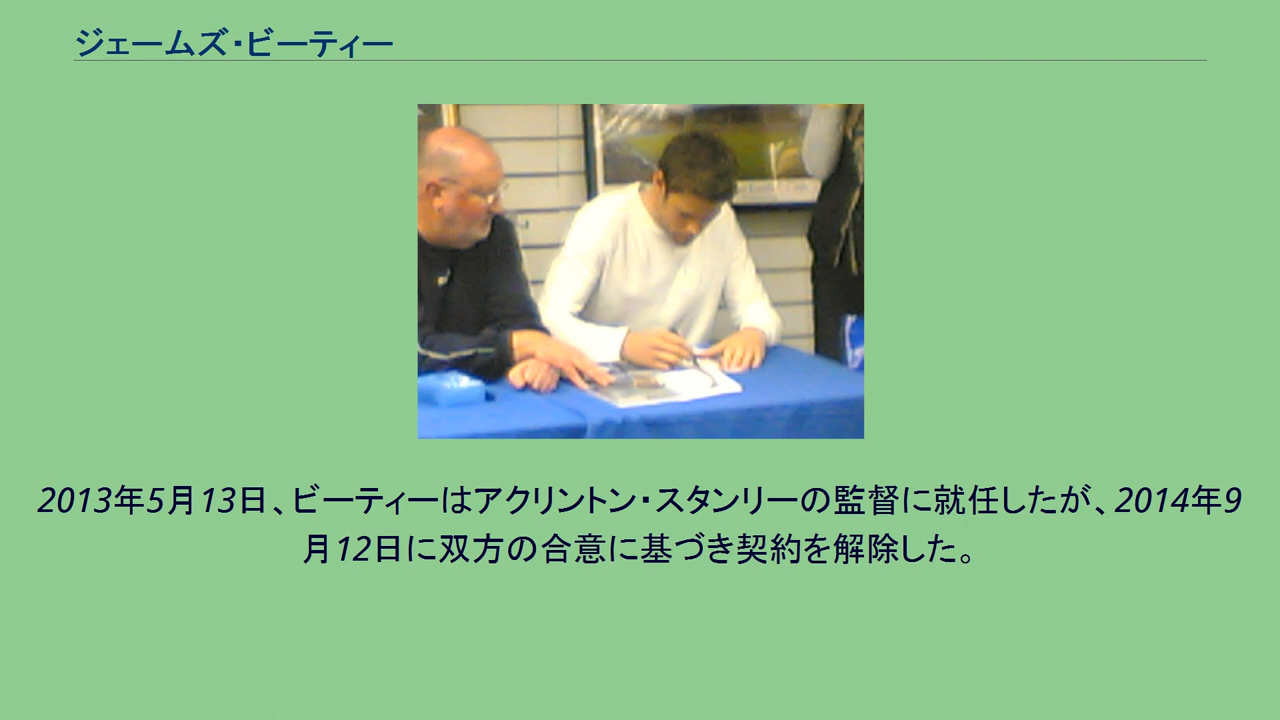 ジェームズ・ビーティー
2013年5月13日、ビーティーはアクリントン・スタンリーの監督に就任したが、2014年9
月12日に双方の合意に基づき契約を解除した。